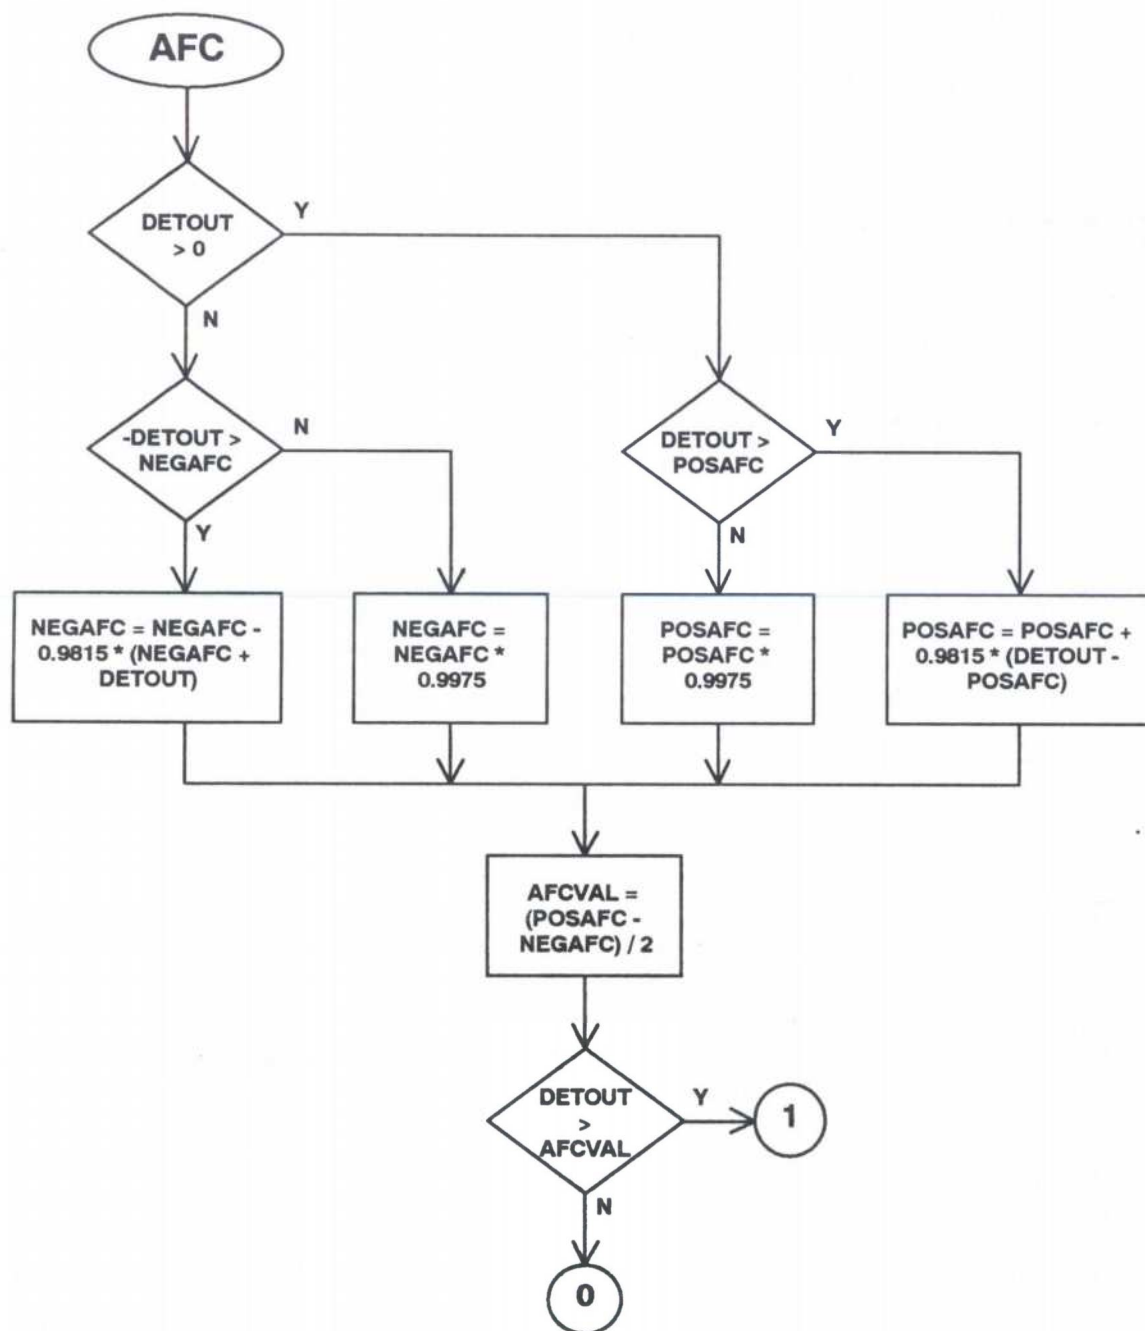 AFC
DETOUT
> 0
Y
N
-DETOUT >
NEGAFC
N
Y
DETOUT >
POSAFC
Y
N
NEGAFC = NEGAFC -
0.9815 * (NEGAFC +
DETOUT)
NEGAFC =
NEGAFC *
0.9975
POSAFC =
POSAFC *
0.9975
POSAFC = POSAFC +
0.9815 * (DETOUT -
POSAFC)
AFCVAL =
(POSAFC -
NEGAFC) / 2
DETOUT
>
AFCVAL
Y
1
N
0